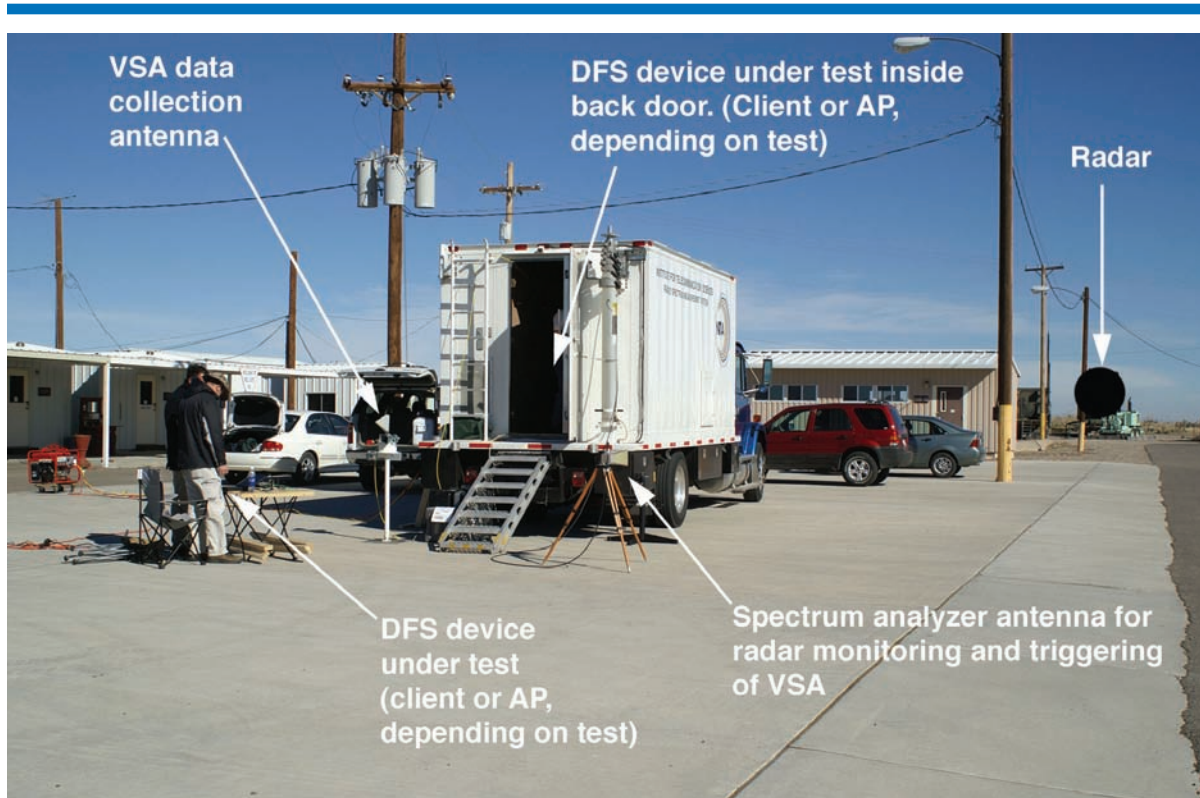 VSA data
collection
antenna
DFS device under test inside
back door. (Client or AP,
depending on test)
Radar
DFS device
under test
(client or AP,
depending on test)
Spectrum analyzer antenna for
radar monitoring and triggering
of VSA